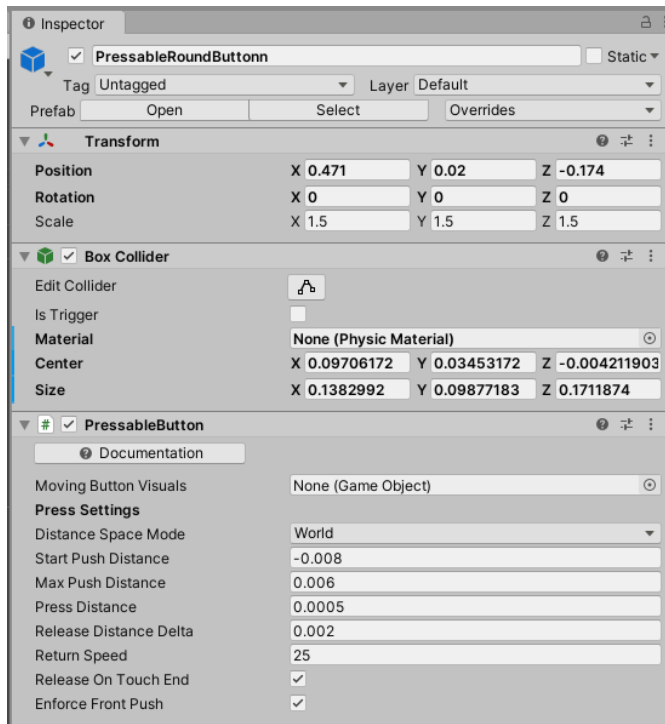 Inspector
PressableRoundButtonn Static
Tag Untagged Layer Default
Prefab Open Select Overrides
Transform
Position X 0.471 Y 0.02 Z -0.174
Rotation X 0 Y 0 Z 0
Scale X 1.5 Y 1.5 Z 1.5
Box Collider
Edit Collider
Is Trigger
Material None (Physic Material)
Center X 0.09706172 Y 0.03453172 Z -0.004211903
Size X 0.1382992 Y 0.09877183 Z 0.1711874
# PressableButton
Documentation
Moving Button Visuals None (Game Object)
Press Settings
Distance Space Mode World
Start Push Distance -0.008
Max Push Distance 0.006
Press Distance 0.0005
Release Distance Delta 0.002
Return Speed 25
Release On Touch End
Enforce Front Push